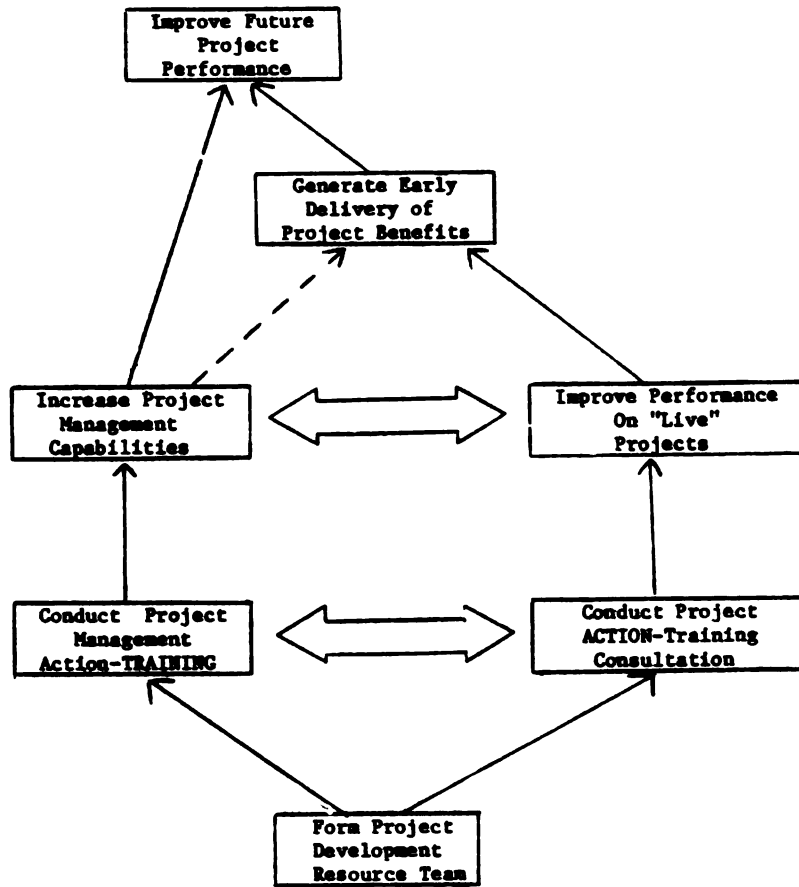 Improve Future
Project
Performance
Generate Early
Delivery of
Project Benefits
Increase Project
Management
Capabilities
Improve Performance
On "Live"
Projects
Conduct Project
Management
Action-TRAINING
Conduct Project
ACTION-Training
Consultation
Form Project
Development
Resource Team